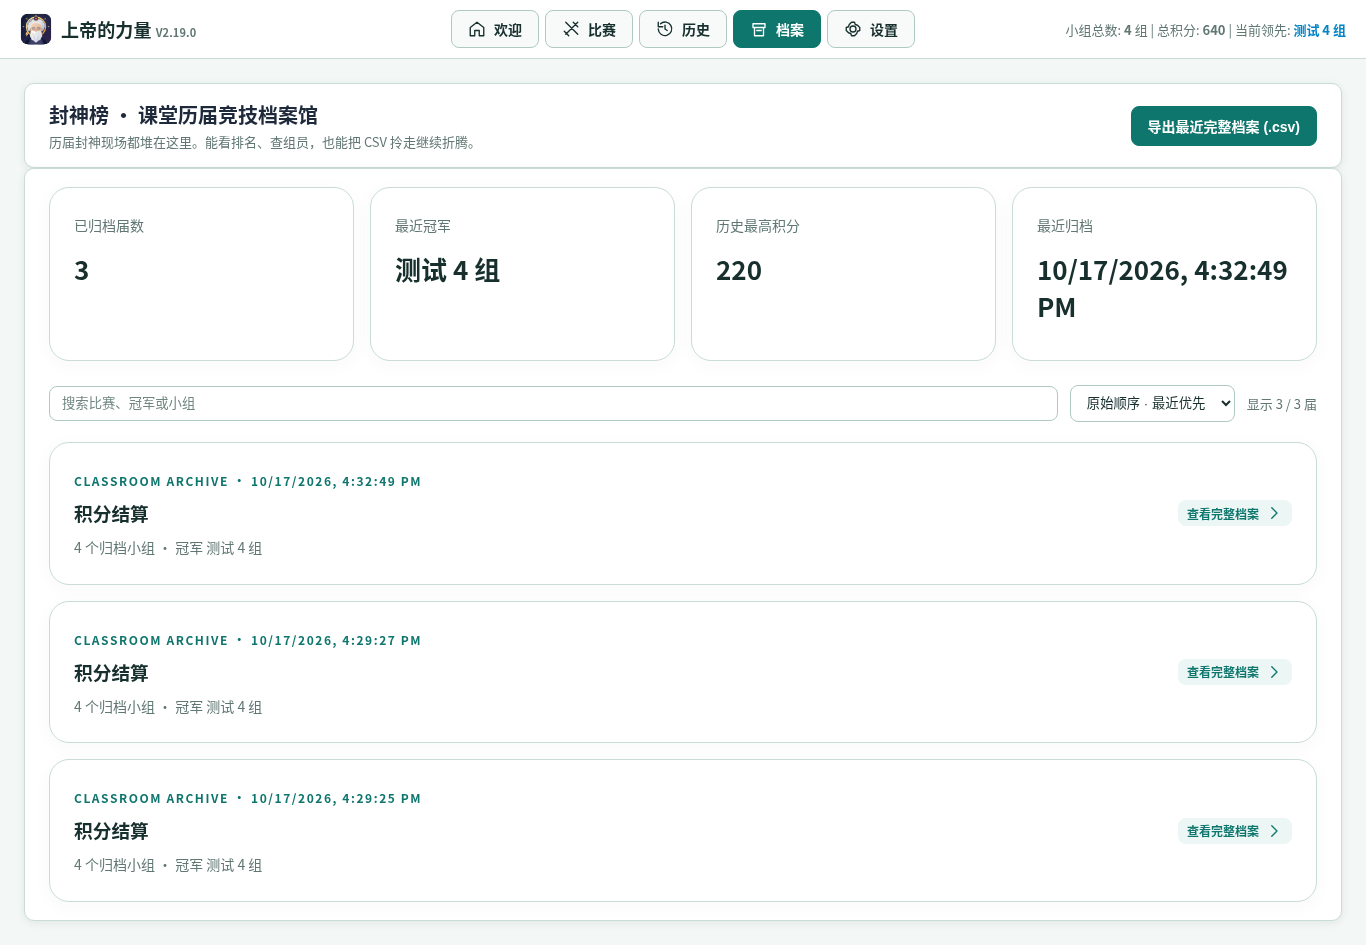 上帝的力量 V2.19.0
欢迎
比赛
历史
档案
设置
小组总数: 4 组 | 总积分: 640 | 当前领先: 测试 4 组
封神榜 · 课堂历届竞技档案馆
历届封神现场都堆在这里。能看排名、查组员，也能把 CSV 拎走继续折腾。
导出最近完整档案 (.csv)
已归档届数
3
最近冠军
测试 4 组
历史最高积分
220
最近归档
10/17/2026, 4:32:49
PM
搜索比赛、冠军或小组
原始顺序 · 最近优先
显示 3 / 3 届
CLASSROOM ARCHIVE · 10/17/2026, 4:32:49 PM
积分结算
4 个归档小组 · 冠军 测试 4 组
查看完整档案
CLASSROOM ARCHIVE · 10/17/2026, 4:29:27 PM
积分结算
4 个归档小组 · 冠军 测试 4 组
查看完整档案
CLASSROOM ARCHIVE · 10/17/2026, 4:29:25 PM
积分结算
4 个归档小组 · 冠军 测试 4 组
查看完整档案